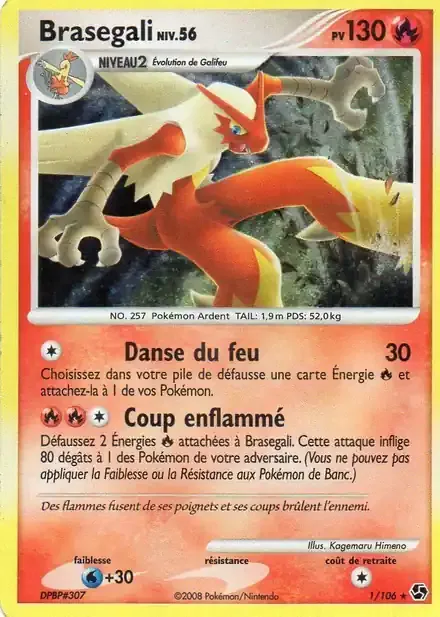 Brasegali NIV.56 PV 130
NIVEAU2 Évolution de Galifeu
NO. 257 Pokémon Ardent TAIL: 1,9m PDS: 52,0kg
Danse du feu 30
Choisissez dans votre pile de défausse une carte Énergie et
attachez-la à 1 de vos Pokémon.
Coup enflammé
Défaussez 2 Énergies attachées à Brasegali. Cette attaque inflige
80 dégâts à 1 des Pokémon de votre adversaire. (Vous ne pouvez pas
appliquer la Faiblesse ou la Résistance aux Pokémon de Banc.)
Des flammes fusent de ses poignets et ses coups brûlent l'ennemi.
Illus. Kagemaru Himeno
faiblesse résistance coût de retraite
+30
DPBP#307 ©2008 Pokémon/Nintendo 1/106 ★